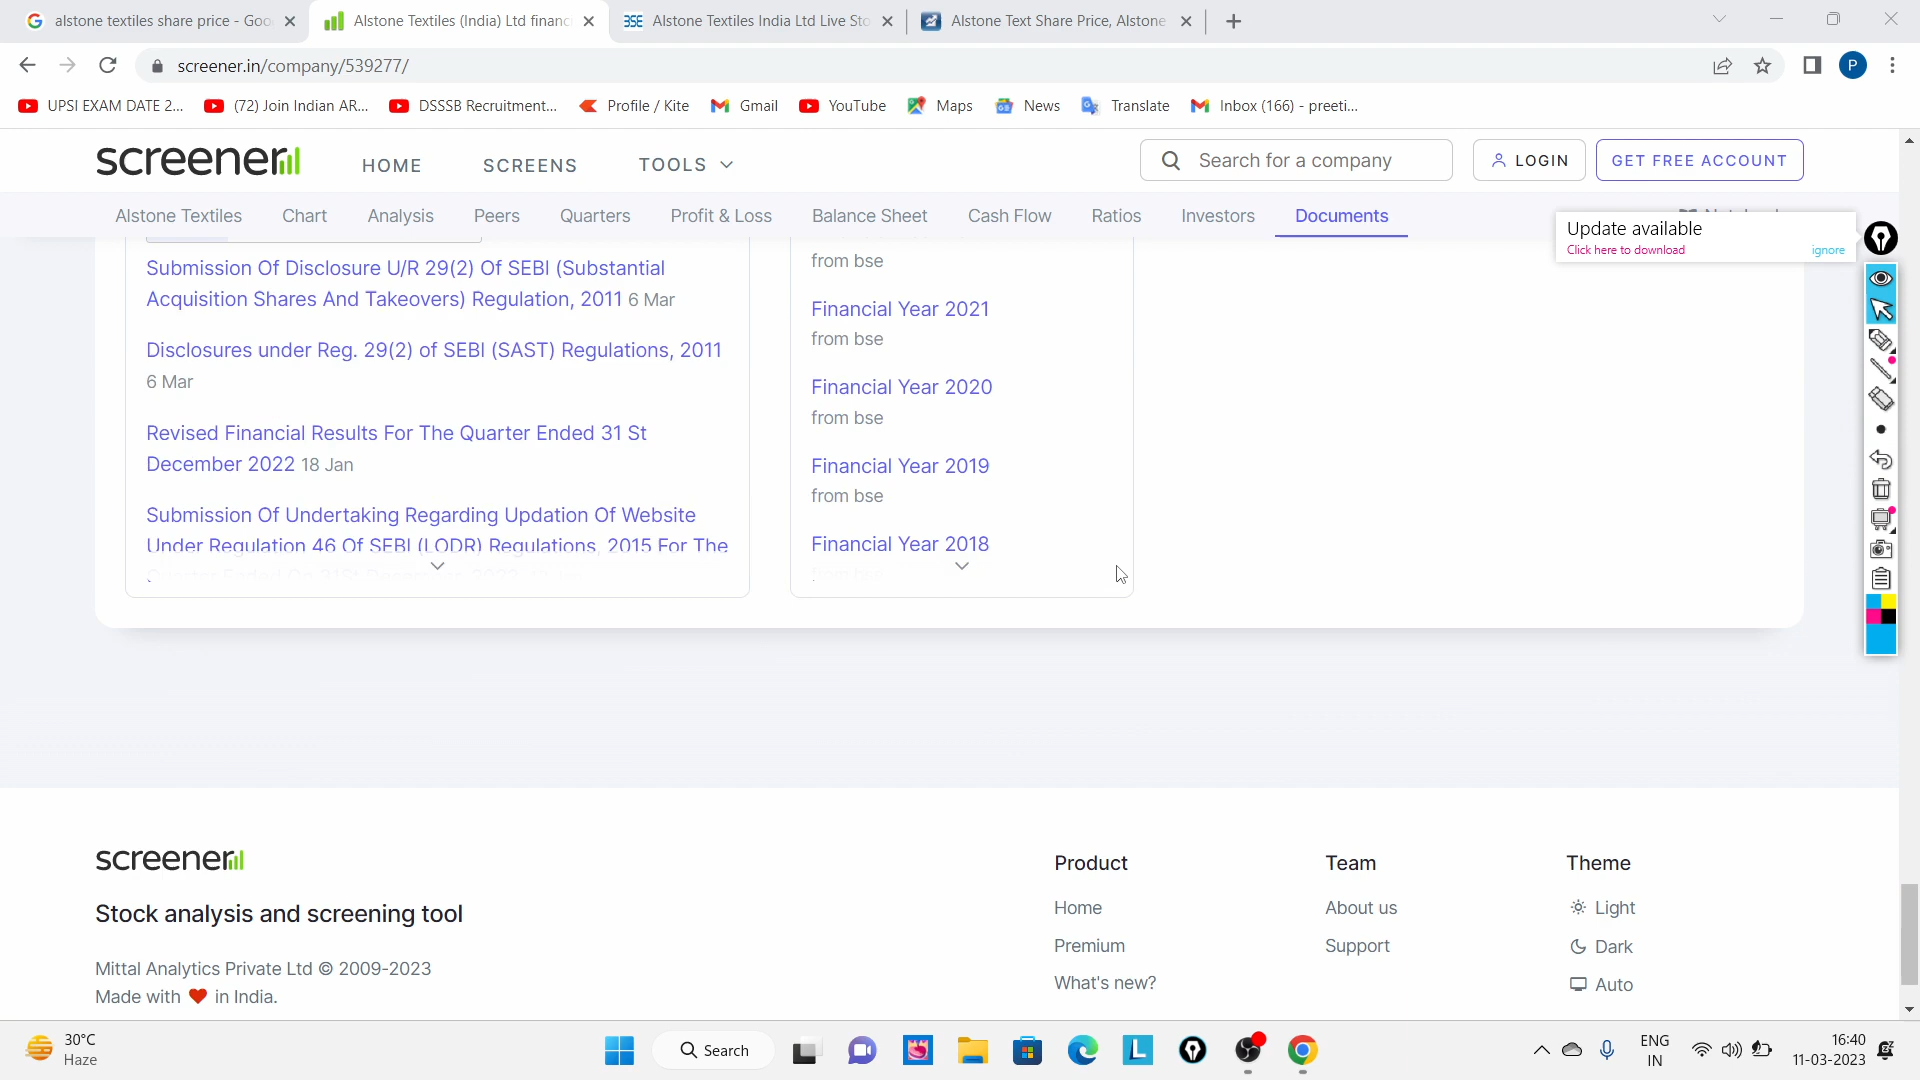 alstone textiles share price - Goo
Alstone Textiles (India) Ltd financ
BSE Alstone Textiles India Ltd Live Sto
Alstone Text Share Price, Alstone
screener.in/company/539277/
P
UPSI EXAM DATE 2...
(72) Join Indian AR...
DSSSB Recruitment...
Profile / Kite
Gmail
YouTube
Maps
News
Translate
Inbox (166) - preeti...
screener
HOME
SCREENS
TOOLS
Search for a company
LOGIN
GET FREE ACCOUNT
Alstone Textiles
Chart
Analysis
Peers
Quarters
Profit & Loss
Balance Sheet
Cash Flow
Ratios
Investors
Documents
Update available
Click here to download
ignore
Submission Of Disclosure U/R 29(2) Of SEBI (Substantial
Acquisition Shares And Takeovers) Regulation, 2011 6 Mar
Disclosures under Reg. 29(2) of SEBI (SAST) Regulations, 2011
6 Mar
Revised Financial Results For The Quarter Ended 31 St
December 2022 18 Jan
Submission Of Undertaking Regarding Updation Of Website
Under Regulation 46 Of SEBI (LODR) Regulations, 2015 For The
from bse
Financial Year 2021
from bse
Financial Year 2020
from bse
Financial Year 2019
from bse
Financial Year 2018
screener
Stock analysis and screening tool
Mittal Analytics Private Ltd © 2009-2023
Made with ❤ in India.
Product
Home
Premium
What's new?
Team
About us
Support
Theme
Light
Dark
Auto
30°C
Haze
Search
L
ENG
IN
16:40
11-03-2023